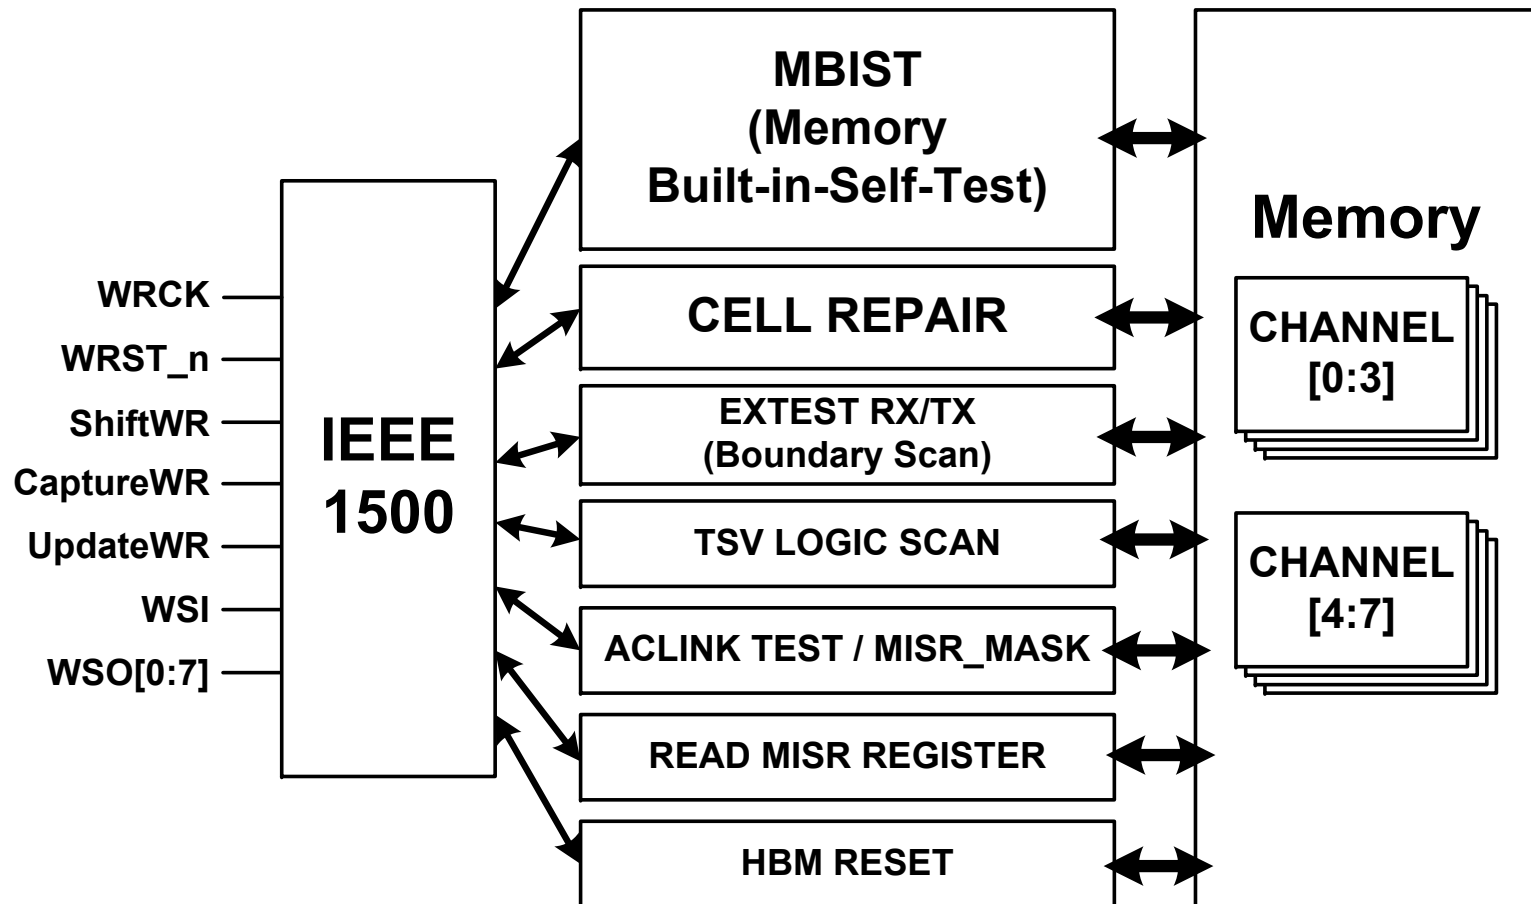 WRCK
WRST_n
ShiftWR
CaptureWR
UpdateWR
WSI
WSO[0:7]
IEEE
1500
MBIST
(Memory
Built-in-Self-Test)
CELL REPAIR
EXTEST RX/TX
(Boundary Scan)
TSV LOGIC SCAN
ACLINK TEST / MISR_MASK
READ MISR REGISTER
HBM RESET
Memory
CHANNEL
[0:3]
CHANNEL
[4:7]